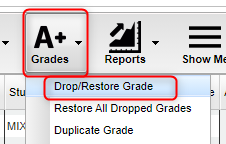 A+
Grades Reports Show Me
Stu
Drop/Restore Grade
Restore All Dropped Grades
MIX
Duplicate Grade